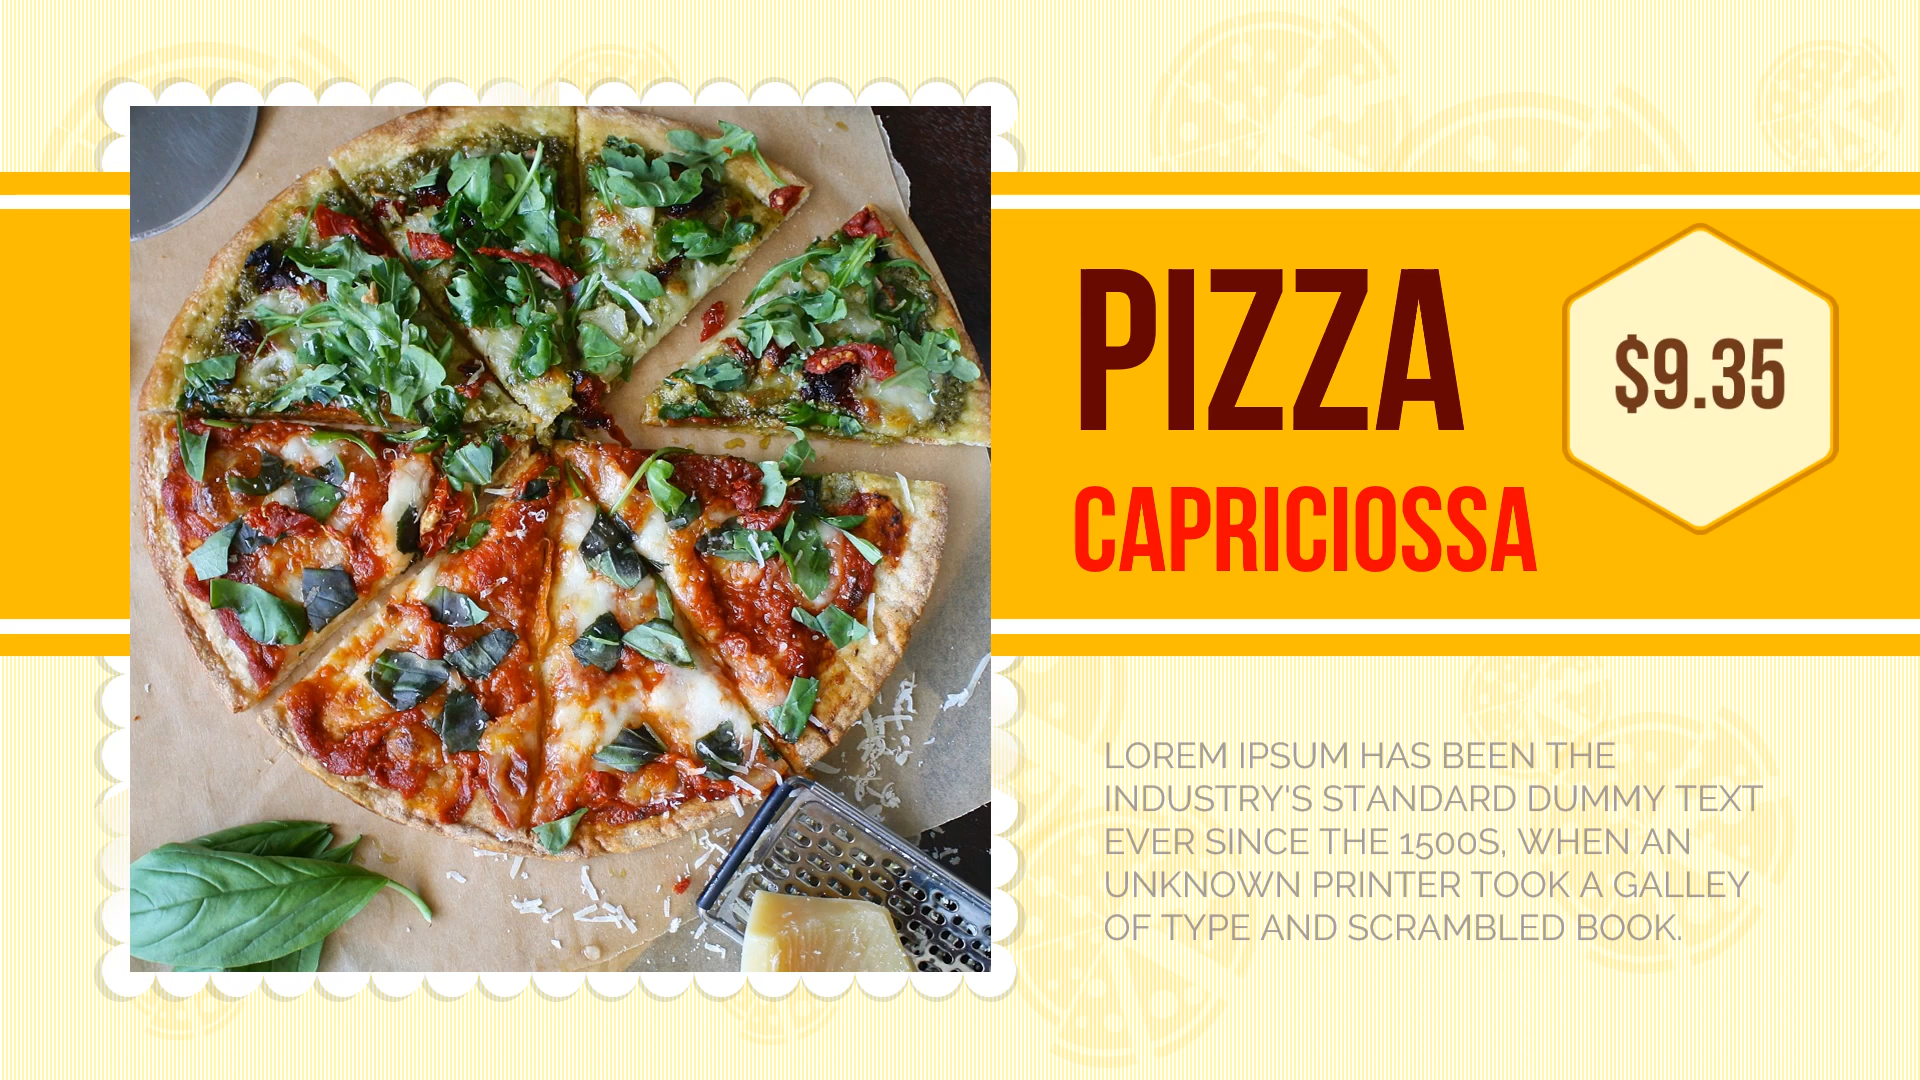 PIZZA
$9.35
CAPRICIOSSA
LOREM IPSUM HAS BEEN THE
INDUSTRY'S STANDARD DUMMY TEXT
EVER SINCE THE 1500S, WHEN AN
UNKNOWN PRINTER TOOK A GALLEY
OF TYPE AND SCRAMBLED BOOK.